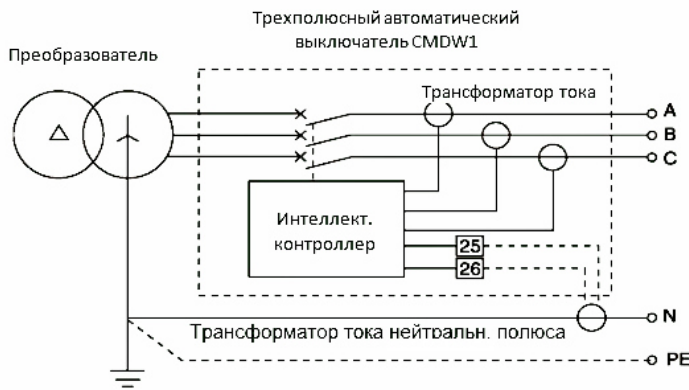 Трехполюсный автоматический
выключатель CMDW1
Преобразователь
Трансформатор тока
A
B
C
Интеллект.
контроллер
25
26
N
Трансформатор тока нейтральн. полюса
PE